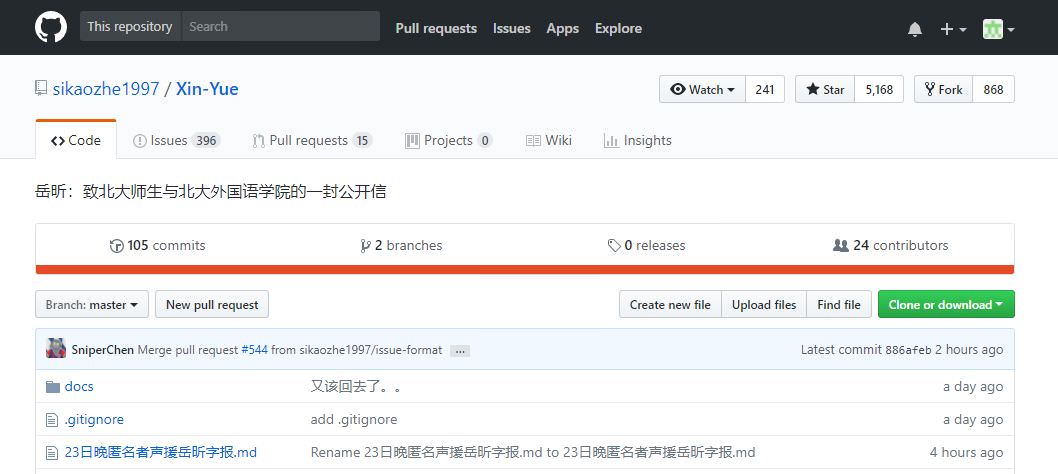 This repository Search Pull requests Issues Apps Explore
sikaozhe1997 / Xin-Yue Watch 241 Star 5,168 Fork 868
Code Issues 396 Pull requests 15 Projects 0 Wiki Insights
岳昕：致北大师生与北大外国语学院的一封公开信
105 commits 2 branches 0 releases 24 contributors
Branch: master New pull request Create new file Upload files Find file Clone or download
SniperChen Merge pull request #544 from sikaozhe1997/issue-format ... Latest commit 886afeb 2 hours ago
docs 又该回去了。。 a day ago
.gitignore add .gitignore a day ago
23日晚匿名者声援岳昕字报.md Rename 23日晚匿名声援岳昕字报.md to 23日晚匿名者声援岳昕字报.md 4 hours ago